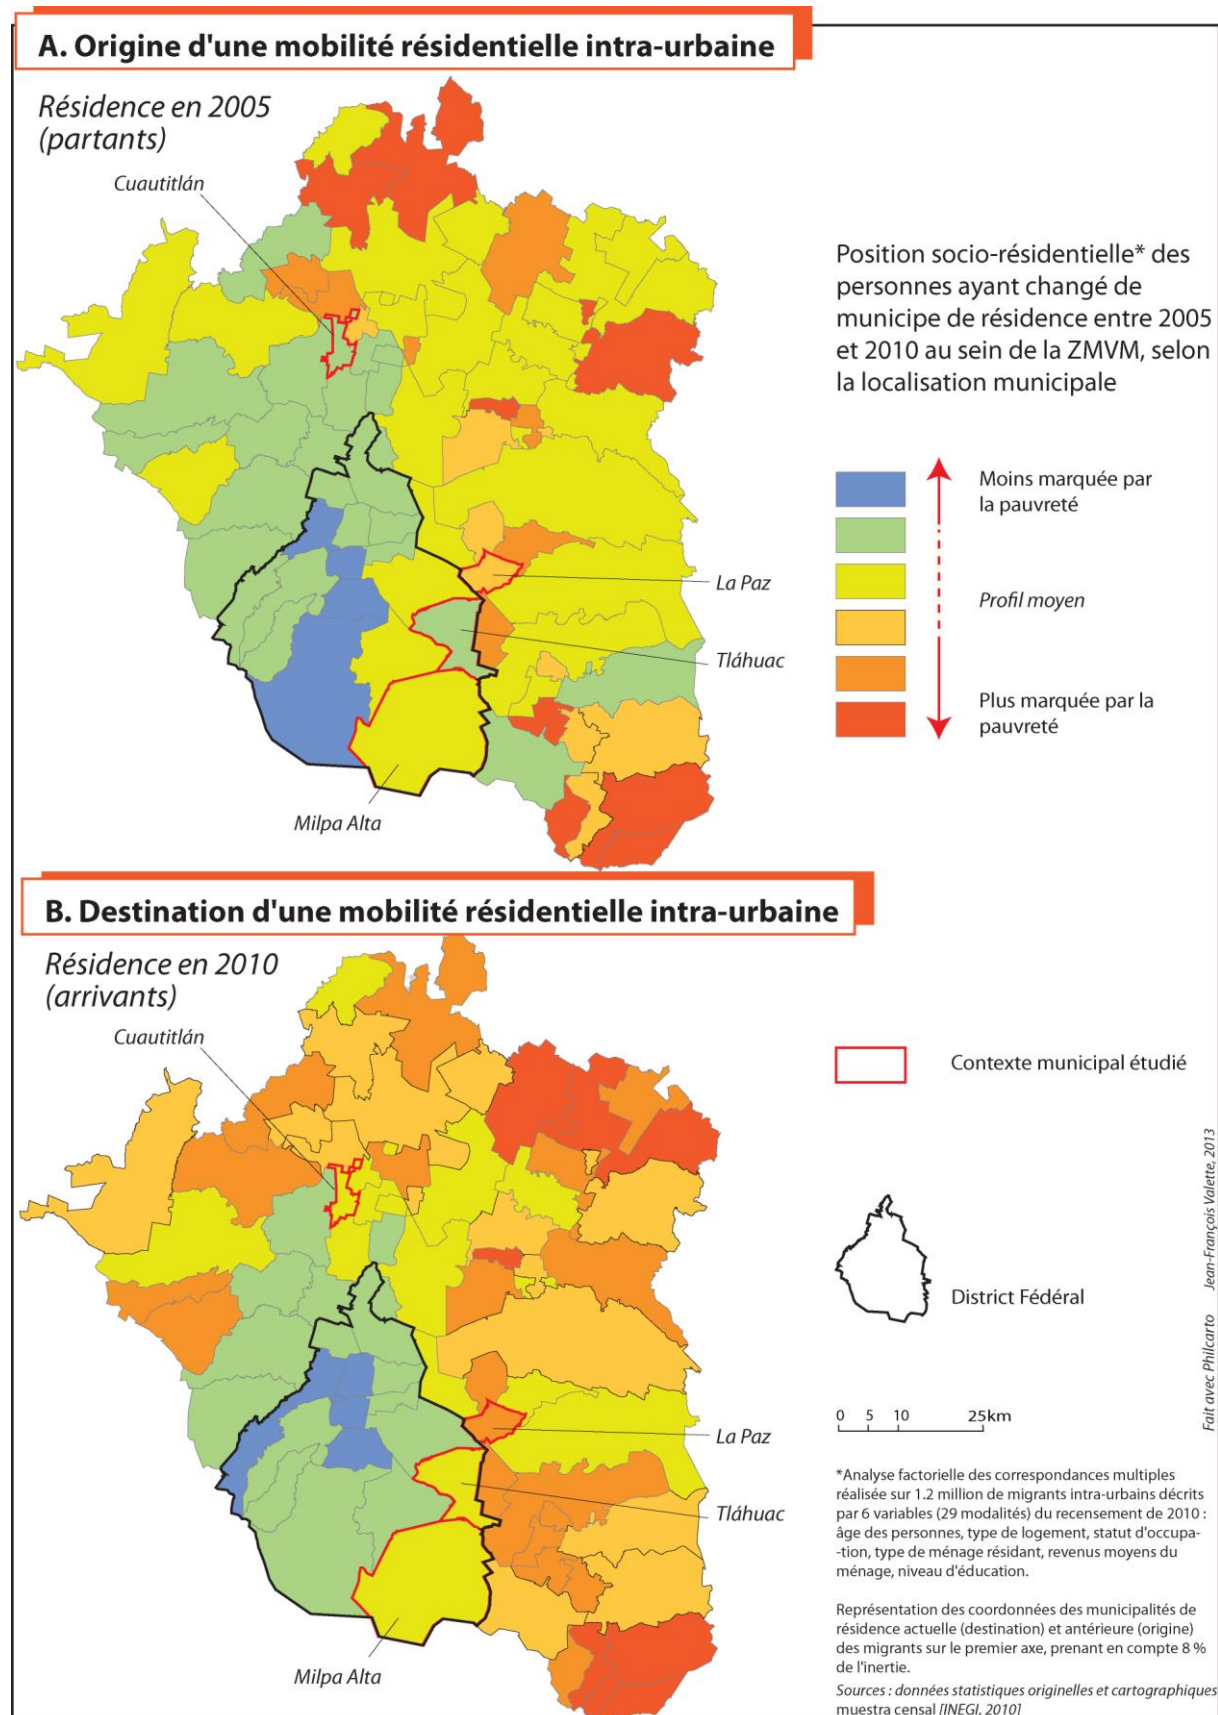 A. Origine d'une mobilité résidentielle intra-urbaine
Résidence en 2005
(partants)
Cuautitlán
La Paz
Tláhuac
Milpa Alta
Position socio-résidentielle* des
personnes ayant changé de
municipe de résidence entre 2005
et 2010 au sein de la ZMVM, selon
la localisation municipale
Moins marquée par
la pauvreté
Profil moyen
Plus marquée par la
pauvreté
B. Destination d'une mobilité résidentielle intra-urbaine
Résidence en 2010
(arrivants)
Cuautitlán
La Paz
Tláhuac
Milpa Alta
Contexte municipal étudié
District Fédéral
0 5 10 25km
*Analyse factorielle des correspondances multiples
réalisée sur 1.2 million de migrants intra-urbains décrits
par 6 variables (29 modalités) du recensement de 2010 :
âge des personnes, type de logement, statut d'occupa-
-tion, type de ménage résidant, revenus moyens du
ménage, niveau d'éducation.
Représentation des coordonnées des municipalités de
résidence actuelle (destination) et antérieure (origine)
des migrants sur le premier axe, prenant en compte 8 %
de l'inertie.
Sources : données statistiques originelles et cartographiques
muestra censal [INEGI, 2010]
Fait avec Philcarto Jean-François Valette, 2013